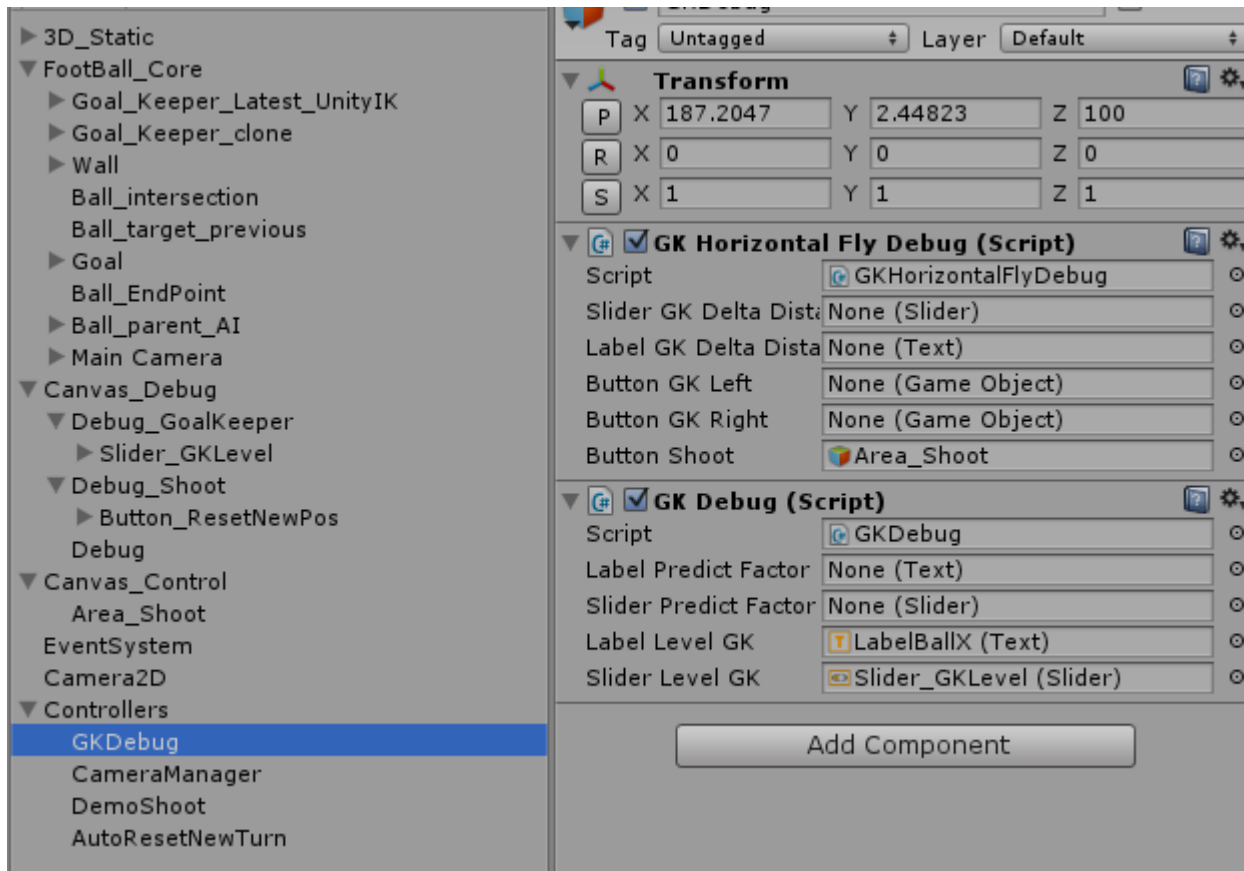 3D_Static
FootBall_Core
Goal_Keeper_Latest_UnityIK
Goal_Keeper_clone
Wall
Ball_intersection
Ball_target_previous
Goal
Ball_EndPoint
Ball_parent_AI
Main Camera
Canvas_Debug
Debug_GoalKeeper
Slider_GKLevel
Debug_Shoot
Button_ResetNewPos
Debug
Canvas_Control
Area_Shoot
EventSystem
Camera2D
Controllers
GKDebug
CameraManager
DemoShoot
AutoResetNewTurn
Tag Untagged Layer Default
Transform
P X 187.2047 Y 2.44823 Z 100
R X 0 Y 0 Z 0
S X 1 Y 1 Z 1
GK Horizontal Fly Debug (Script)
Script GKHorizontalFlyDebug
Slider GK Delta Dista None (Slider)
Label GK Delta Dista None (Text)
Button GK Left None (Game Object)
Button GK Right None (Game Object)
Button Shoot Area_Shoot
GK Debug (Script)
Script GKDebug
Label Predict Factor None (Text)
Slider Predict Factor None (Slider)
Label Level GK LabelBallX (Text)
Slider Level GK Slider_GKLevel (Slider)
Add Component